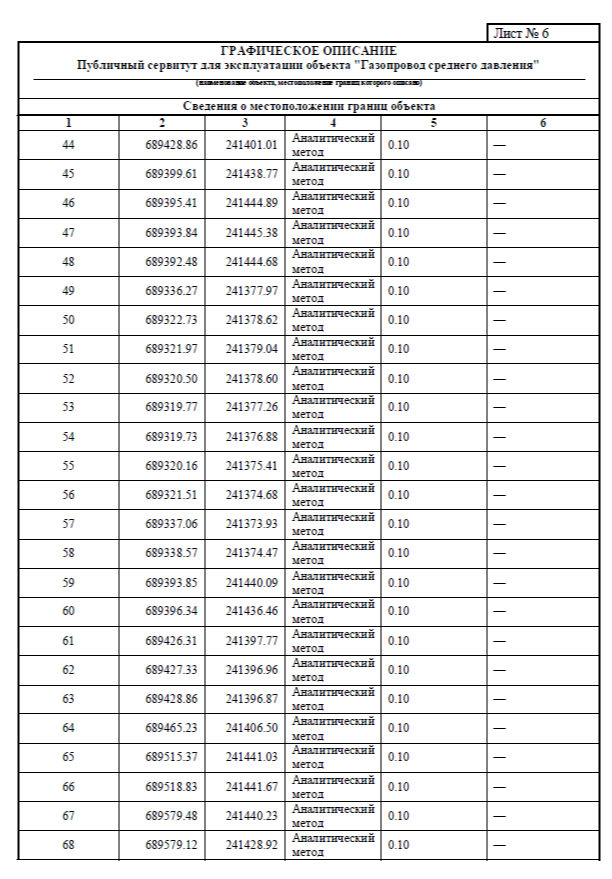 Лист № 6
ГРАФИЧЕСКОЕ ОПИСАНИЕ
Публичный сервитут для эксплуатации объекта "Газопровод среднего давления"
(наименование объекта, местоположение границ которого описано)
Сведения о местоположении границ объекта
1 2 3 4 5 6
44 689428.86 241401.01 Аналитический метод 0.10 —
45 689399.61 241438.77 Аналитический метод 0.10 —
46 689395.41 241444.89 Аналитический метод 0.10 —
47 689393.84 241445.38 Аналитический метод 0.10 —
48 689392.48 241444.68 Аналитический метод 0.10 —
49 689336.27 241377.97 Аналитический метод 0.10 —
50 689322.73 241378.62 Аналитический метод 0.10 —
51 689321.97 241379.04 Аналитический метод 0.10 —
52 689320.50 241378.60 Аналитический метод 0.10 —
53 689319.77 241377.26 Аналитический метод 0.10 —
54 689319.73 241376.88 Аналитический метод 0.10 —
55 689320.16 241375.41 Аналитический метод 0.10 —
56 689321.51 241374.68 Аналитический метод 0.10 —
57 689337.06 241373.93 Аналитический метод 0.10 —
58 689338.57 241374.47 Аналитический метод 0.10 —
59 689393.85 241440.09 Аналитический метод 0.10 —
60 689396.34 241436.46 Аналитический метод 0.10 —
61 689426.31 241397.77 Аналитический метод 0.10 —
62 689427.33 241396.96 Аналитический метод 0.10 —
63 689428.86 241396.87 Аналитический метод 0.10 —
64 689465.23 241406.50 Аналитический метод 0.10 —
65 689515.37 241441.03 Аналитический метод 0.10 —
66 689518.83 241441.67 Аналитический метод 0.10 —
67 689579.48 241440.23 Аналитический метод 0.10 —
68 689579.12 241428.92 Аналитический метод 0.10 —